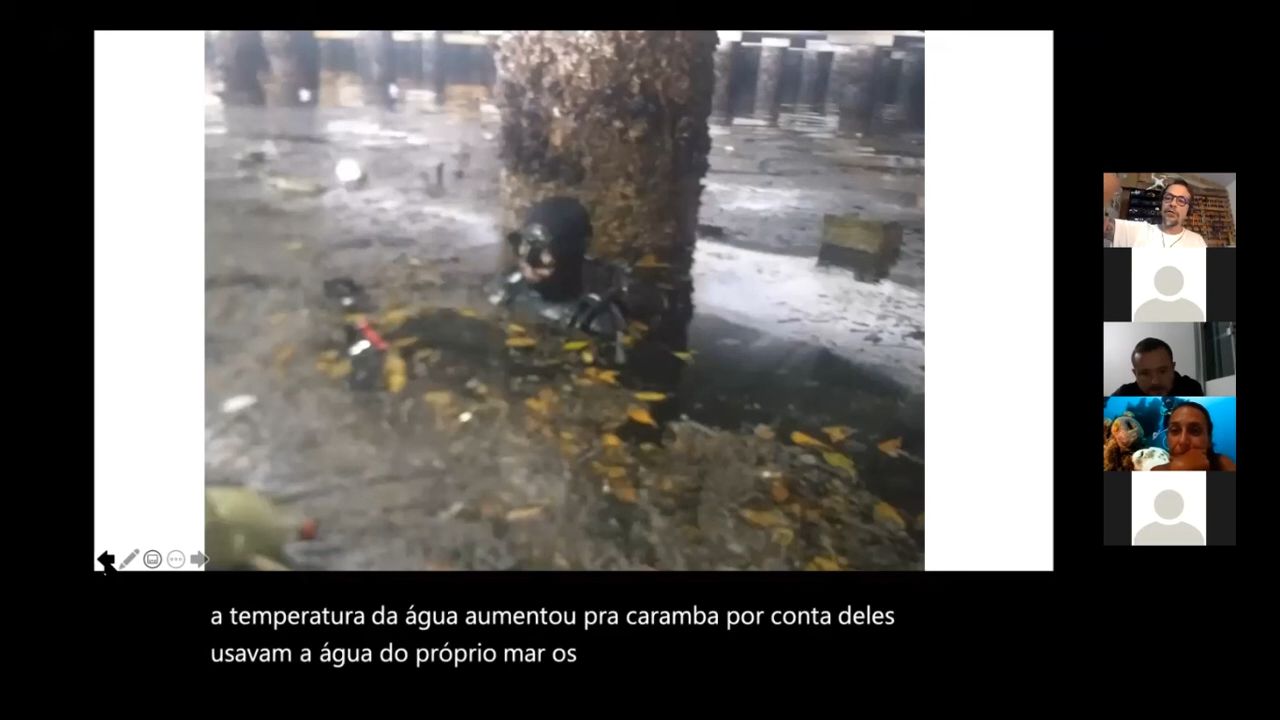 a temperatura da água aumentou pra caramba por conta deles
usavam a água do próprio mar os